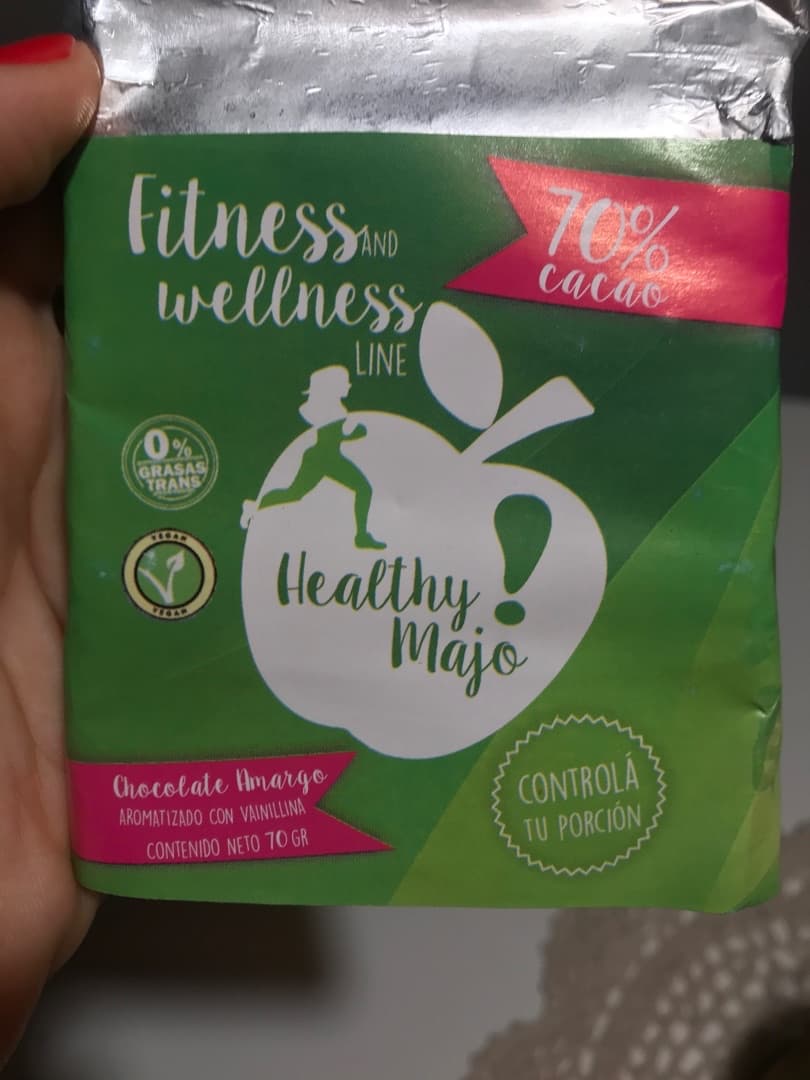 Fitness AND
wellness
LINE
70%
cacao
0%
GRASAS
TRANS
VEGAN
VEGAN
Healthy
Majo!
Chocolate Amargo
AROMATIZADO CON VAINILLINA
CONTENIDO NETO 70 GR
CONTROLÁ
TU PORCIÓN